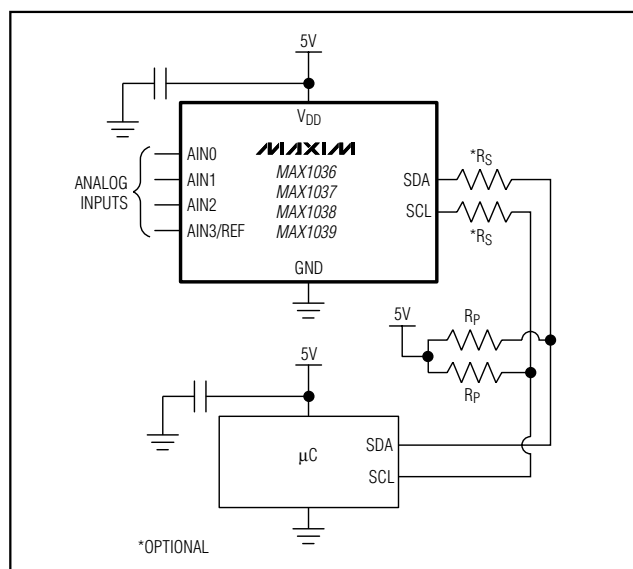 5V
VDD
MAXIM
MAX1036
MAX1037
MAX1038
MAX1039
ANALOG
INPUTS
AIN0
AIN1
AIN2
AIN3/REF
GND
SDA
SCL
*RS
*RS
5V
RP
RP
5V
µC
SDA
SCL
*OPTIONAL